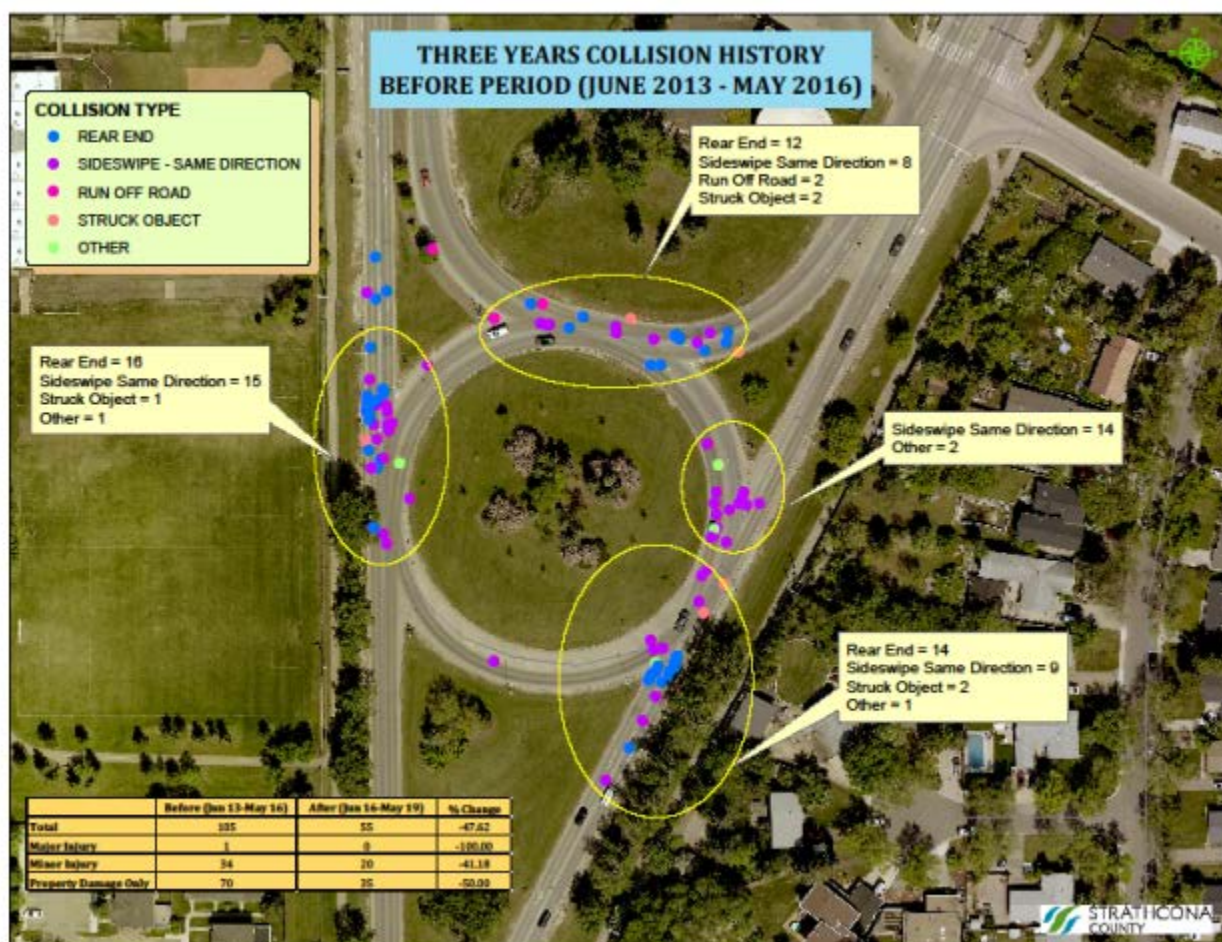 THREE YEARS COLLISION HISTORY
BEFORE PERIOD (JUNE 2013 - MAY 2016)
COLLISION TYPE
REAR END
SIDESWIPE - SAME DIRECTION
RUN OFF ROAD
STRUCK OBJECT
OTHER
Rear End = 12
Sideswipe Same Direction = 8
Run Off Road = 2
Struck Object = 2
Rear End = 16
Sideswipe Same Direction = 15
Struck Object = 1
Other = 1
Sideswipe Same Direction = 14
Other = 2
Rear End = 14
Sideswipe Same Direction = 9
Struck Object = 2
Other = 1
Before (Jun 13-May 16) After (Jun 16-May 19) % Change
Total 105 55 -47.62
Major Injury 1 0 -100.00
Minor Injury 34 20 -41.18
Property Damage Only 70 35 -50.00
STRATHCONA
COUNTY